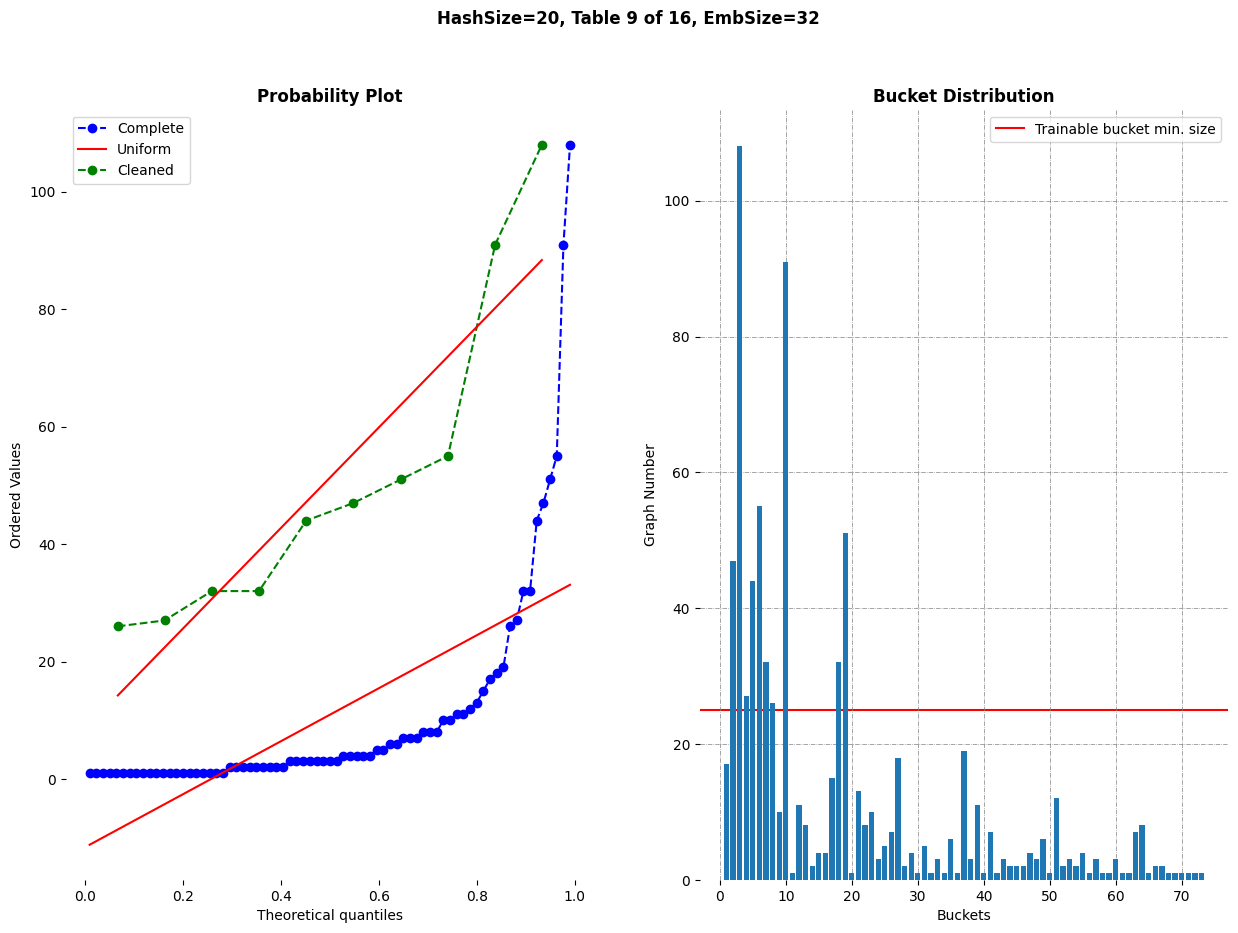 HashSize=20, Table 9 of 16, EmbSize=32
Probability Plot
Complete
Uniform
Cleaned
100
80
60
40
20
0
Ordered Values
0.0 0.2 0.4 0.6 0.8 1.0
Theoretical quantiles
Bucket Distribution
Trainable bucket min. size
100
80
60
40
20
0
Graph Number
0 10 20 30 40 50 60 70
Buckets